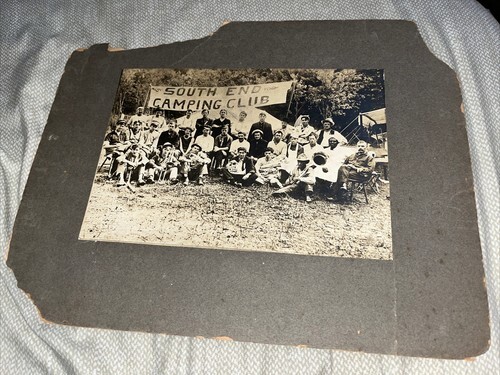 SOUTH END
CAMPING CLUB